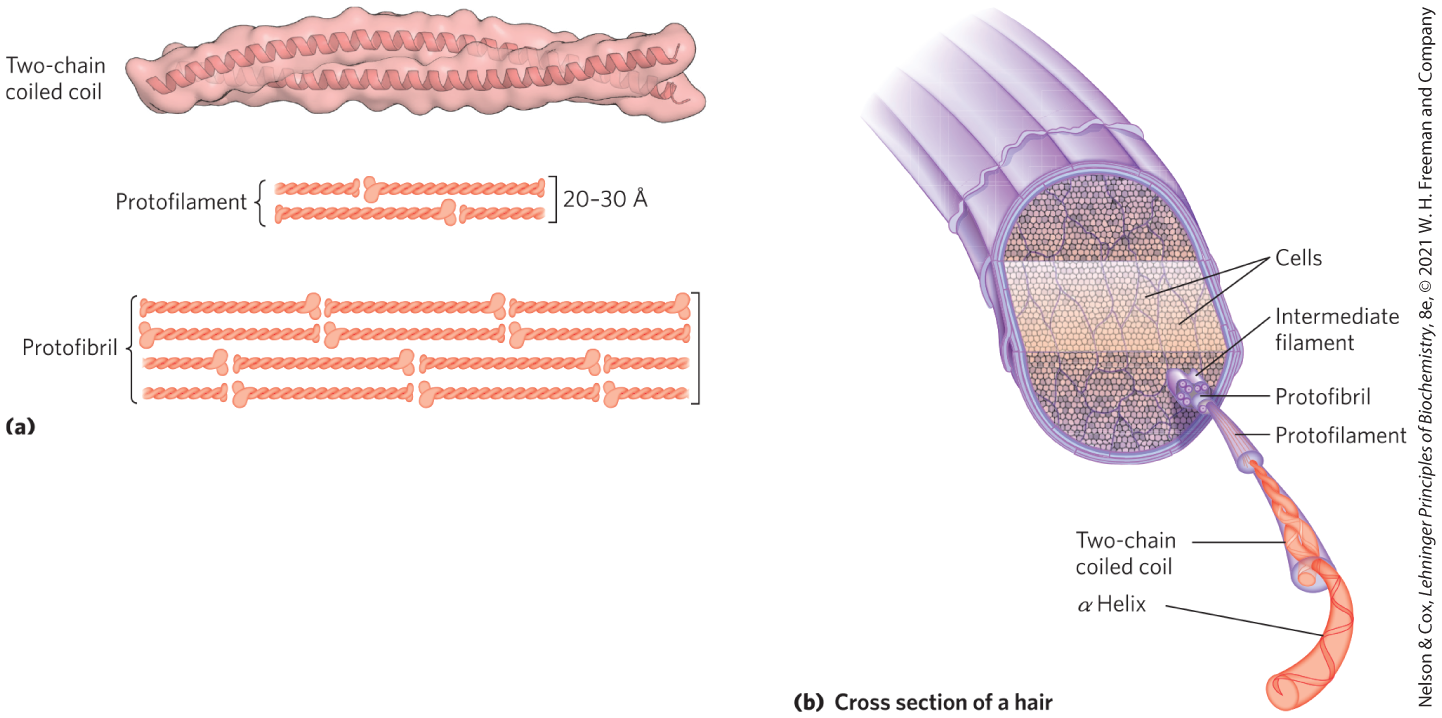 Two-chain
coiled coil
Protofilament
20–30 Å
Protofibril
(a)
Cells
Intermediate
filament
Protofibril
Protofilament
Two-chain
coiled coil
α Helix
(b) Cross section of a hair
Nelson & Cox, Lehninger Principles of Biochemistry, 8e, © 2021 W. H. Freeman and Company